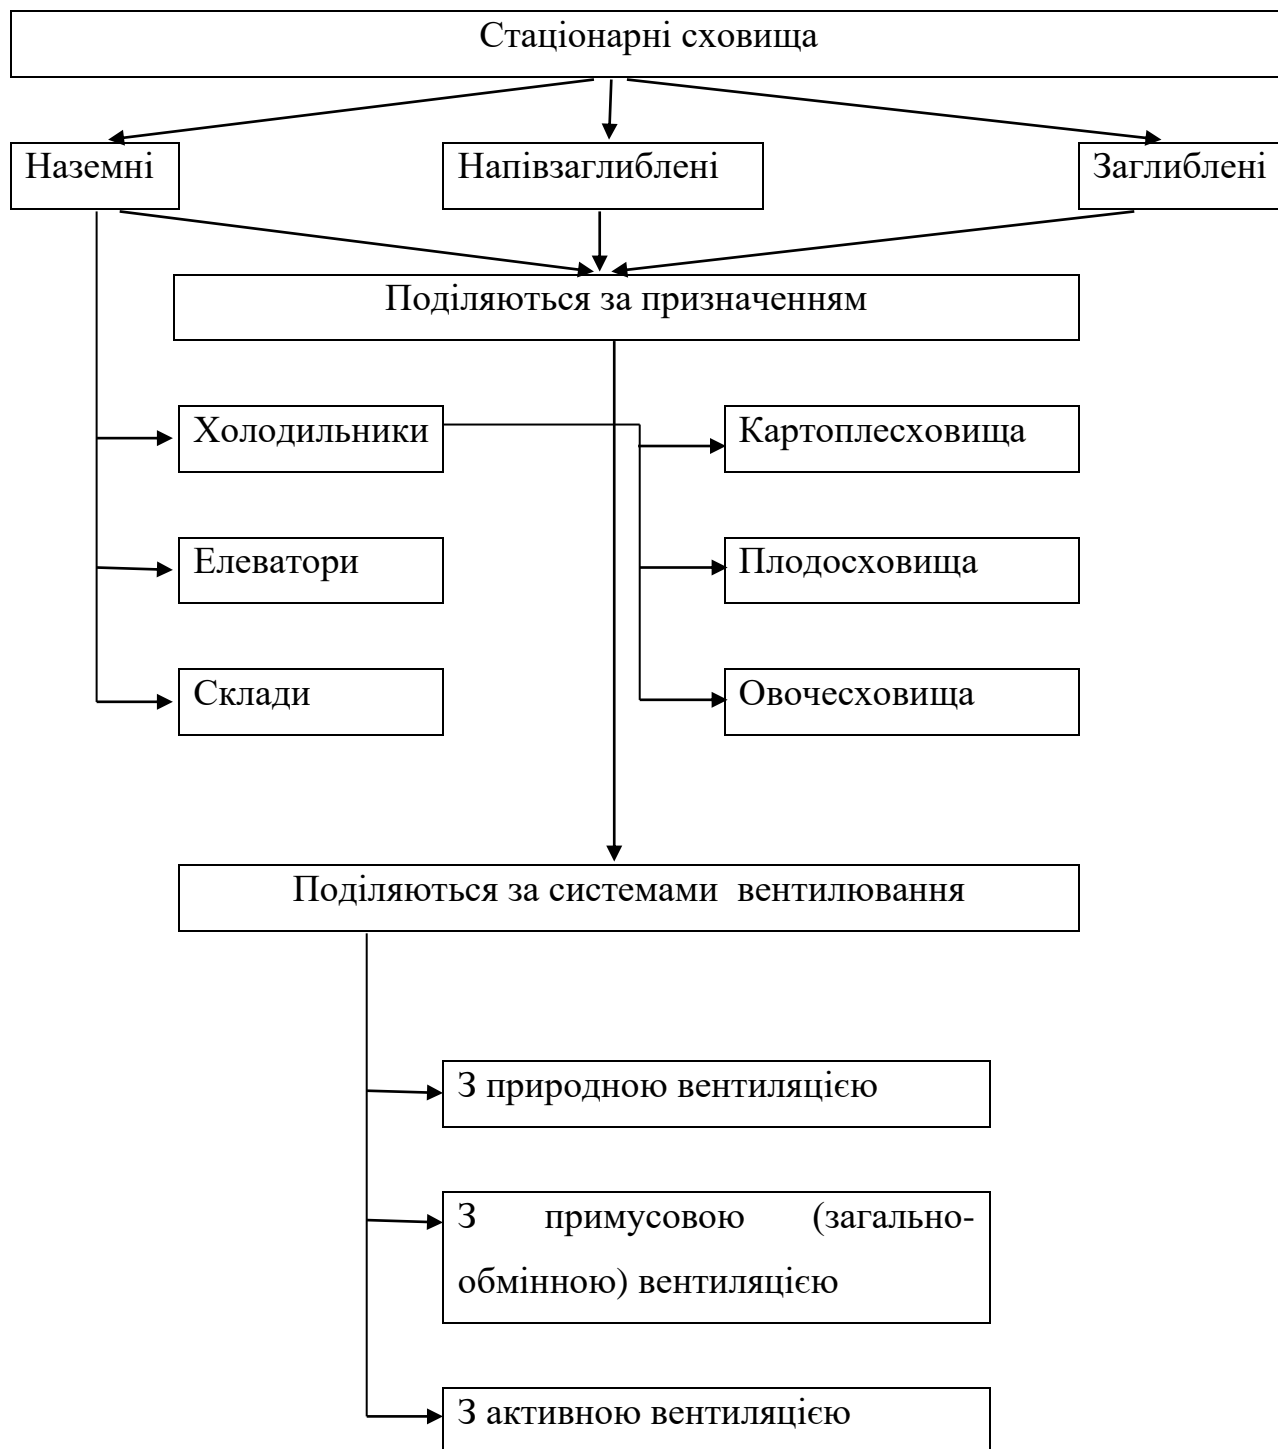 Стаціонарні сховища
Наземні
Напівзаглиблені
Заглиблені
Поділяються за призначенням
Холодильники
Картоплесховища
Елеватори
Плодосховища
Склади
Овочесховища
Поділяються за системами вентилювання
З природною вентиляцією
З примусовою (загально-
обмінною) вентиляцією
З активною вентиляцією